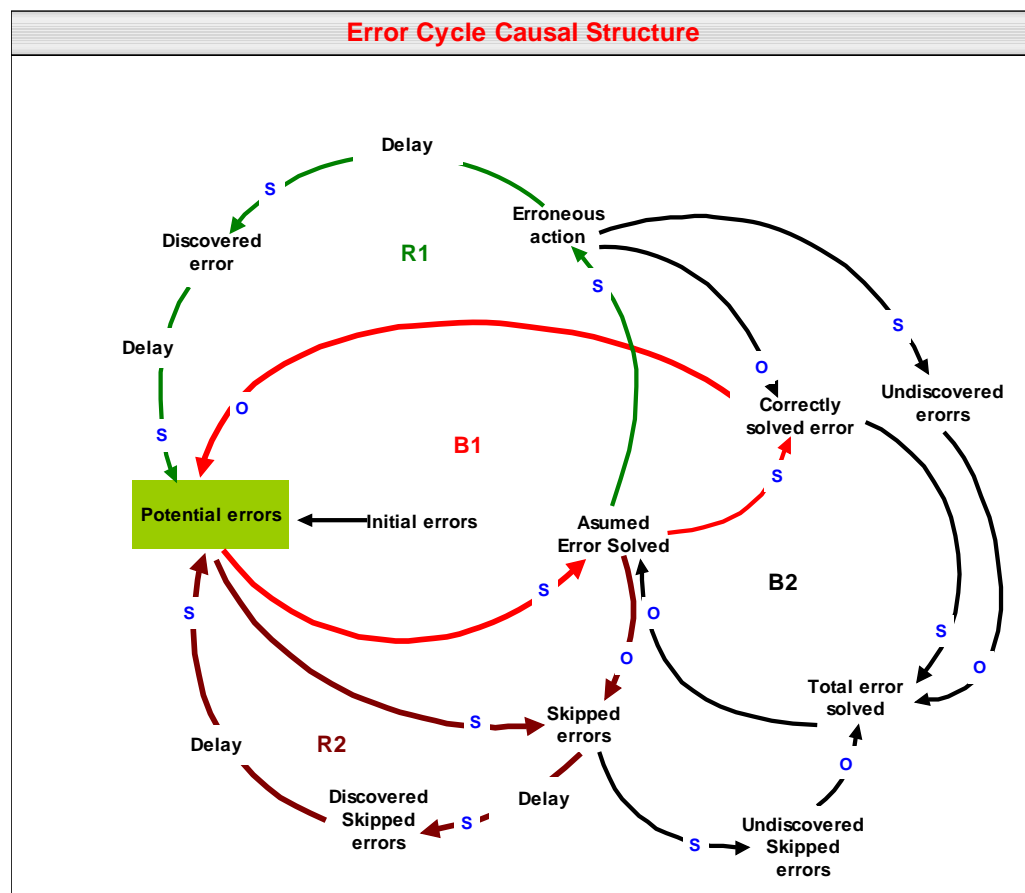 Error Cycle Causal Structure
Delay
S
Erroneous
action
Discovered
error
R1
S
S
Delay
O
Undiscovered
erorrs
Correctly
solved error
O
S
B1
S
Potential errors
Initial errors
Asumed
Error Solved
B2
S
S
O
S
O
O
Total error
solved
Skipped
errors
S
R2
Delay
O
Discovered
Skipped
errors
Delay
S
S
Undiscovered
Skipped
errors